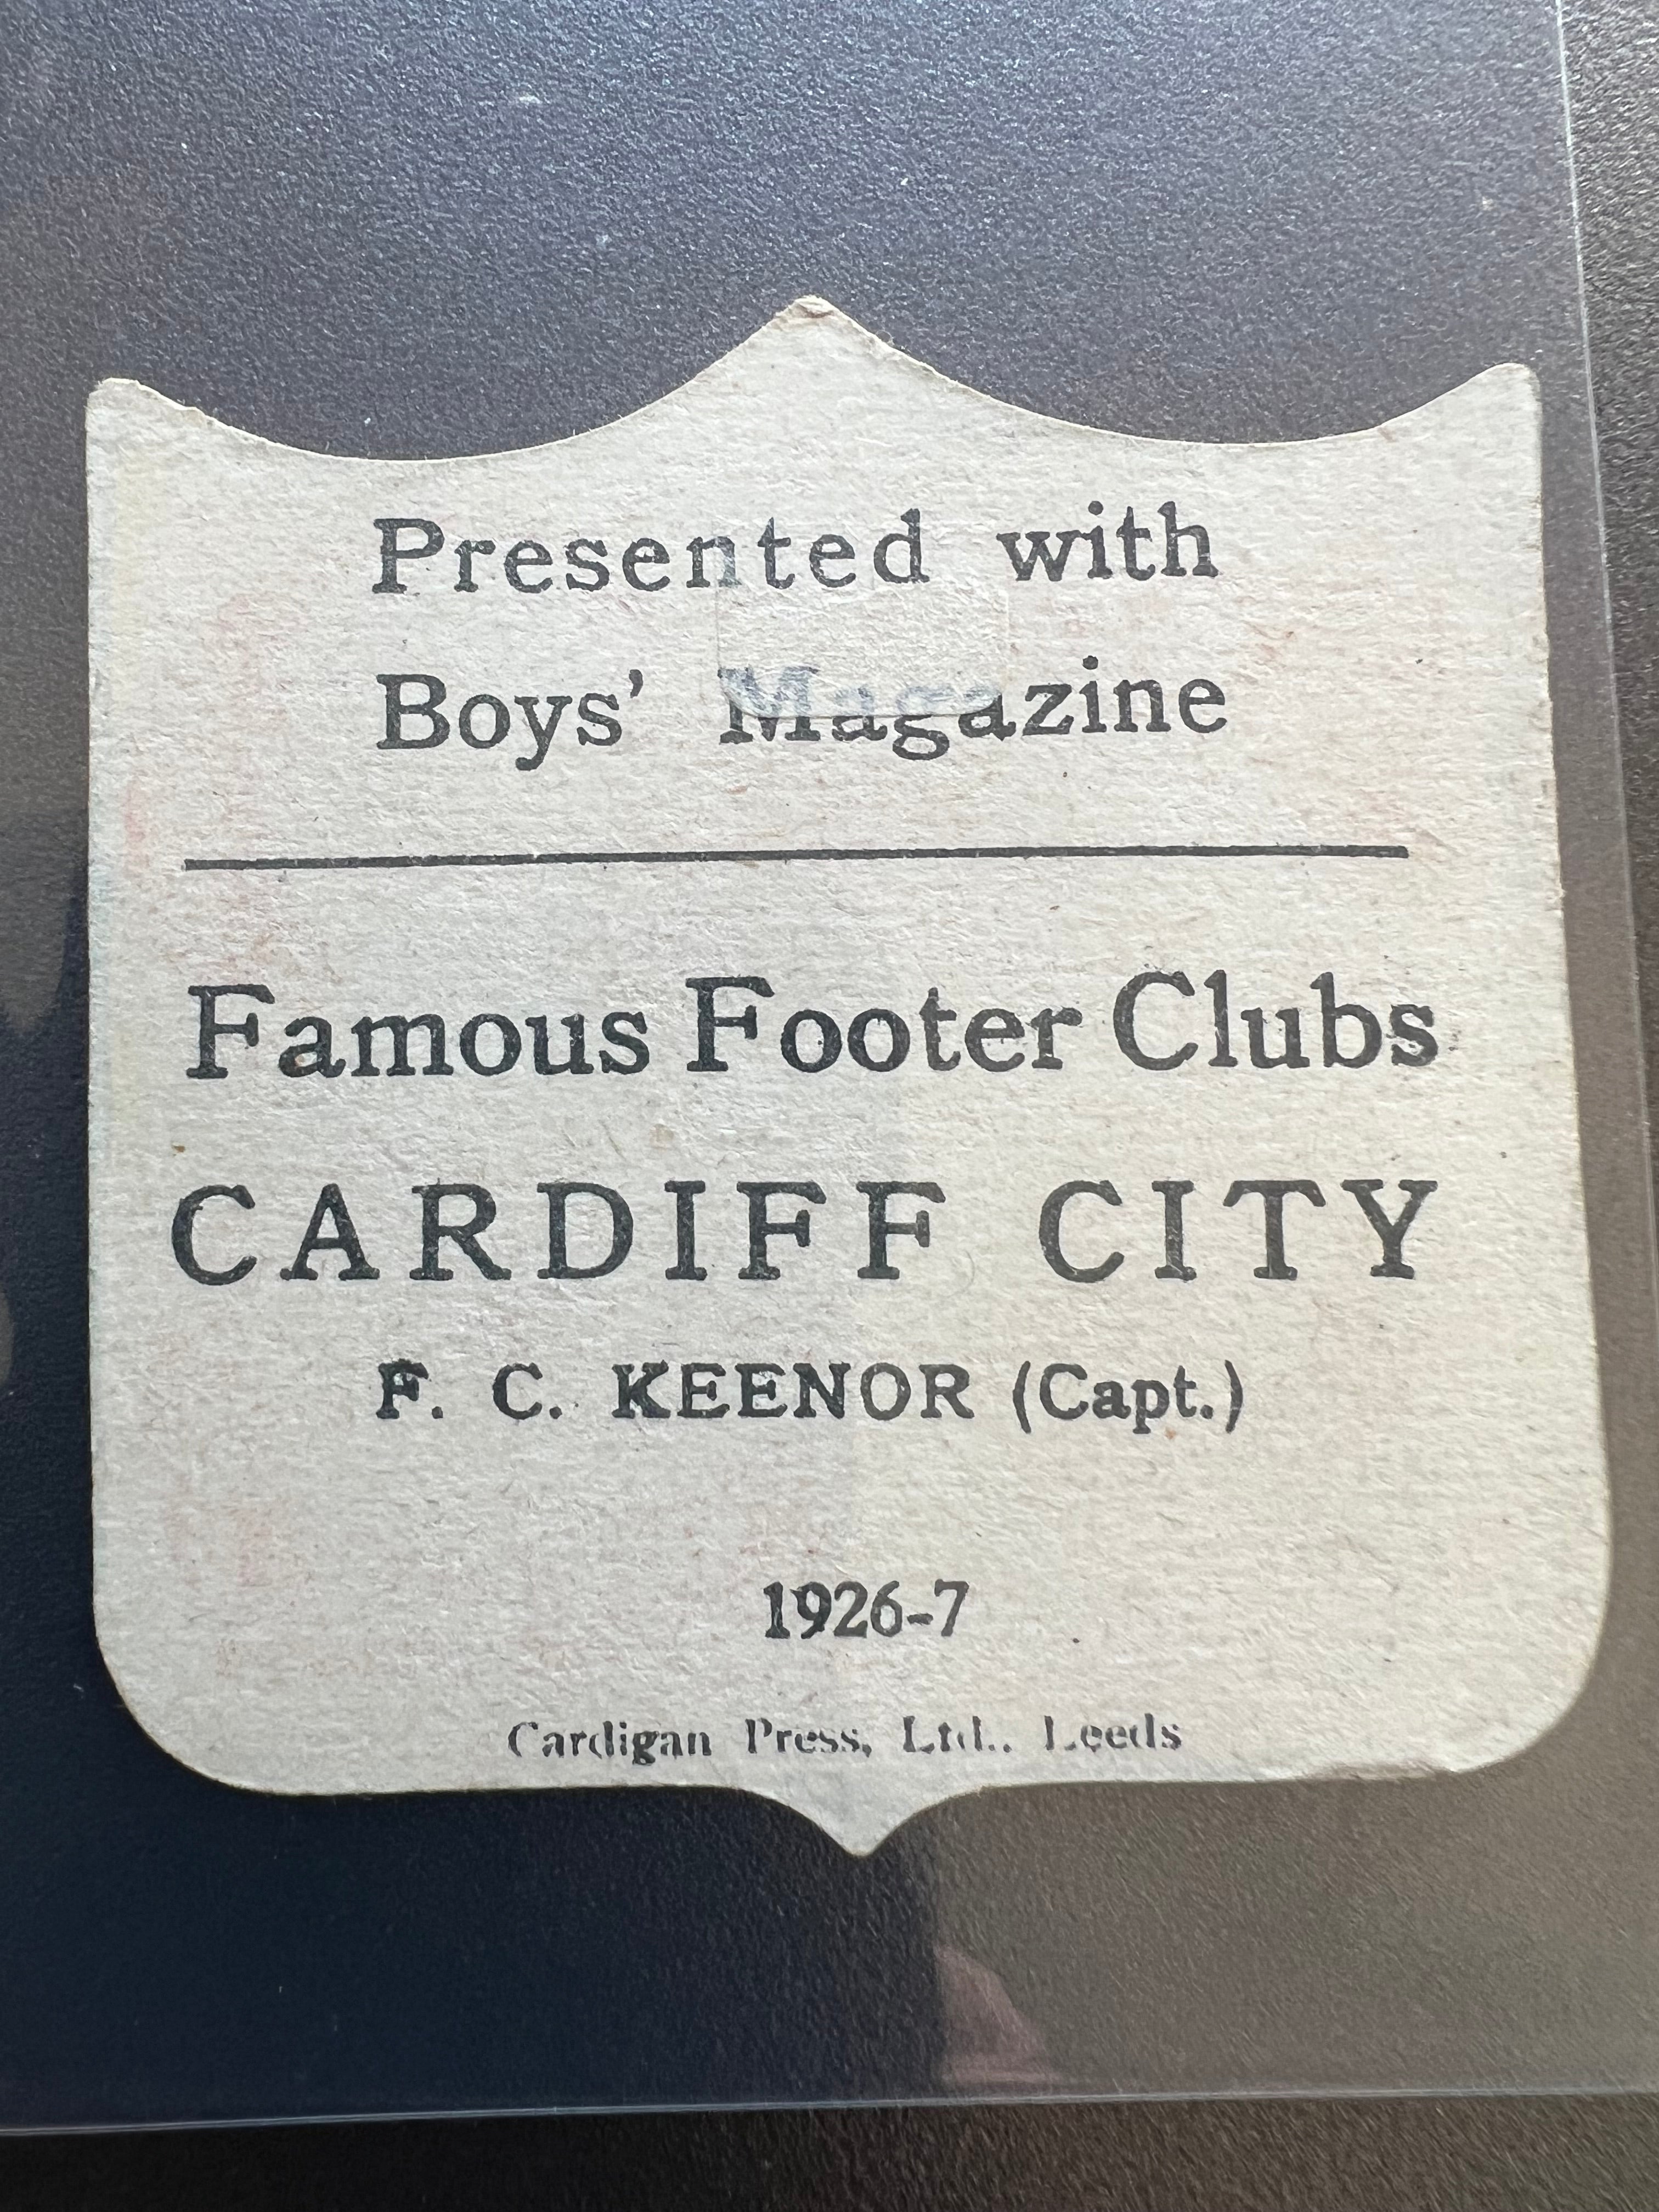 Presented with
Boys' Magazine
Famous Footer Clubs
CARDIFF CITY
F. C. KEENOR (Capt.)
1926-7
Cardigan Press, Ltd., Leeds